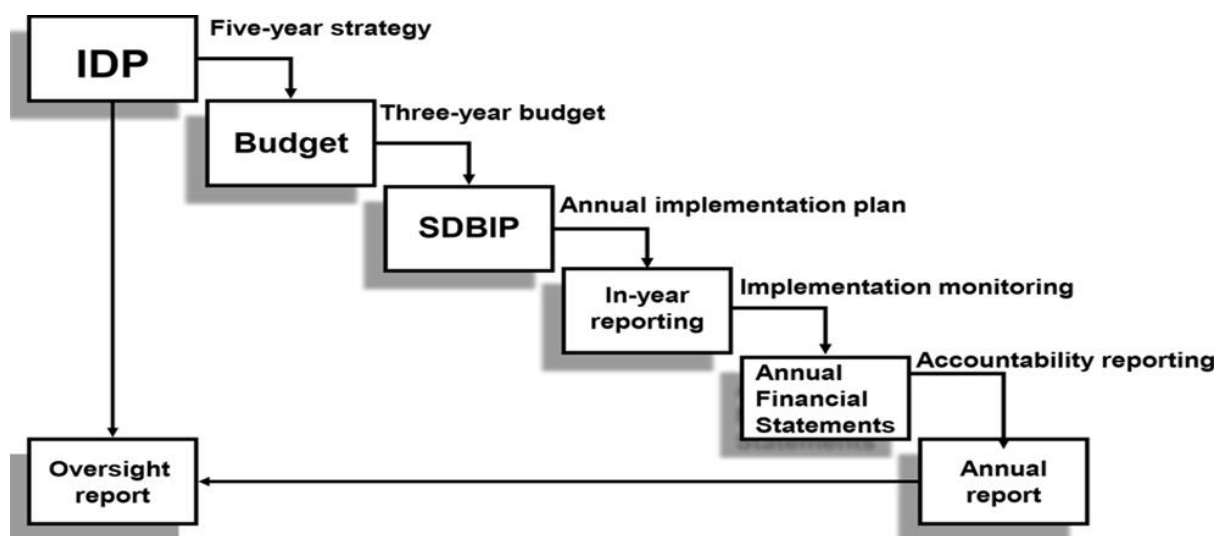 IDP
Five-year strategy
Budget
Three-year budget
SDBIP
Annual implementation plan
In-year
reporting
Implementation monitoring
Annual
Financial
Statements
Accountability reporting
Annual
report
Oversight
report